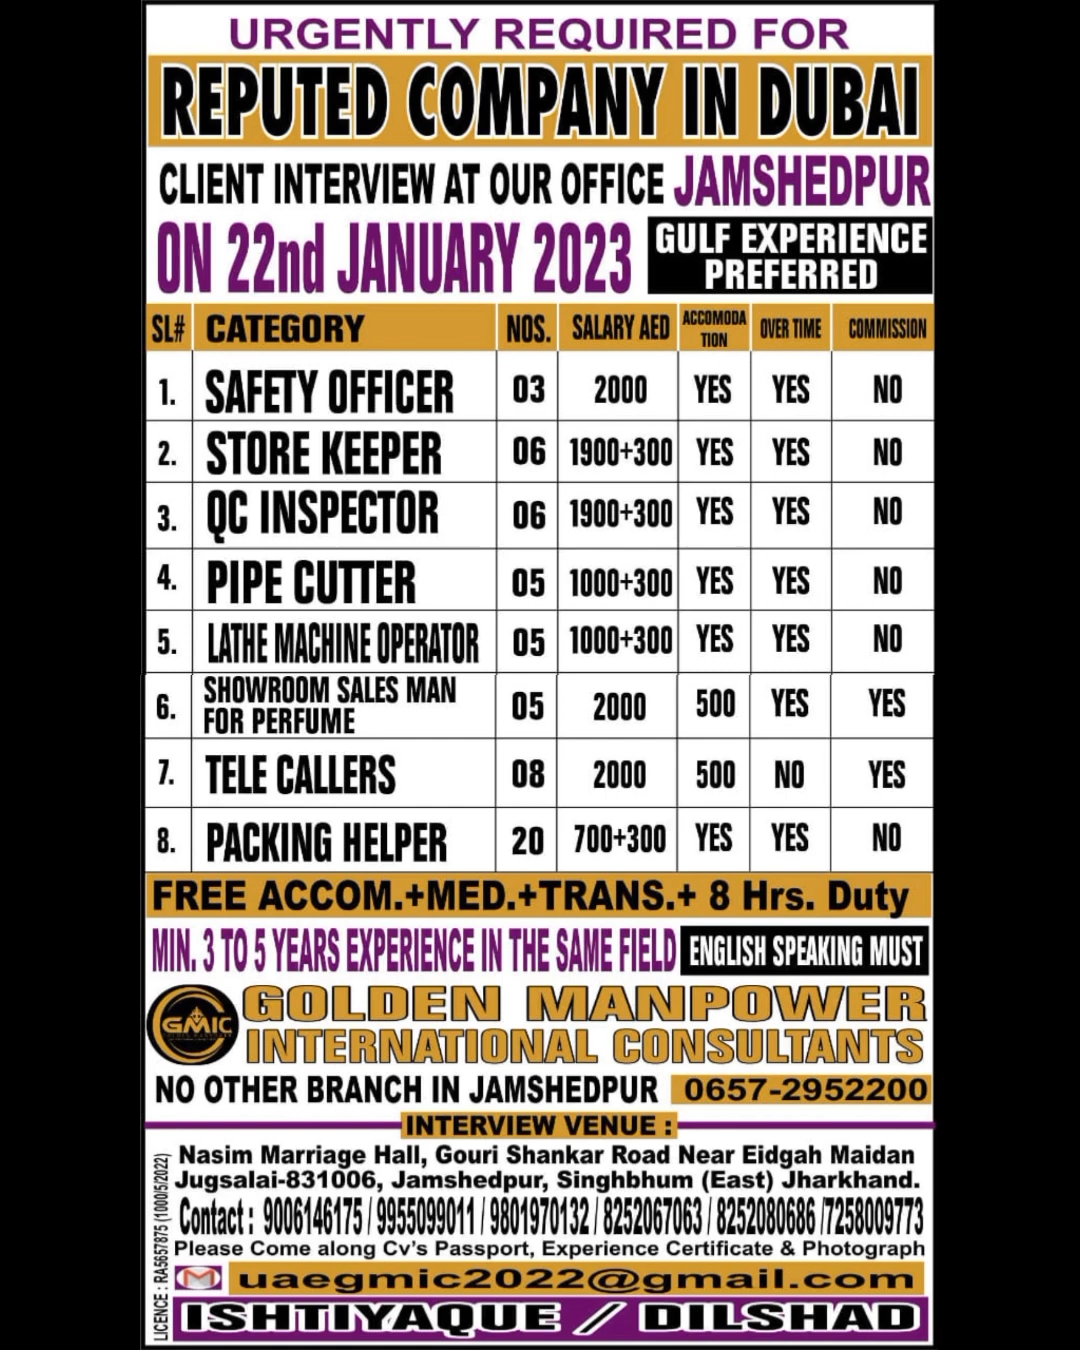 URGENTLY REQUIRED FOR
REPUTED COMPANY IN DUBAI
CLIENT INTERVIEW AT OUR OFFICE JAMSHEDPUR
ON 22nd JANUARY 2023 GULF EXPERIENCE PREFERRED
SL# CATEGORY NOS. SALARY AED ACCOMODATION OVER TIME COMMISSION
1. SAFETY OFFICER 03 2000 YES YES NO
2. STORE KEEPER 06 1900+300 YES YES NO
3. QC INSPECTOR 06 1900+300 YES YES NO
4. PIPE CUTTER 05 1000+300 YES YES NO
5. LATHE MACHINE OPERATOR 05 1000+300 YES YES NO
6. SHOWROOM SALES MAN FOR PERFUME 05 2000 500 YES YES
7. TELE CALLERS 08 2000 500 NO YES
8. PACKING HELPER 20 700+300 YES YES NO
FREE ACCOM.+MED.+TRANS.+ 8 Hrs. Duty
MIN. 3 TO 5 YEARS EXPERIENCE IN THE SAME FIELD ENGLISH SPEAKING MUST
GMIC GOLDEN MANPOWER
INTERNATIONAL CONSULTANTS
NO OTHER BRANCH IN JAMSHEDPUR 0657-2952200
INTERVIEW VENUE :
Nasim Marriage Hall, Gouri Shankar Road Near Eidgah Maidan
Jugsalai-831006, Jamshedpur, Singhbhum (East) Jharkhand.
Contact : 9006146175 / 9955099011 / 9801970132 / 8252067063 / 8252080686 /7258009773
Please Come along Cv's Passport, Experience Certificate & Photograph
uaegmic2022@gmail.com
ISHTIYAQUE / DILSHAD
LICENCE : RA5657875 (1000/5/2022)